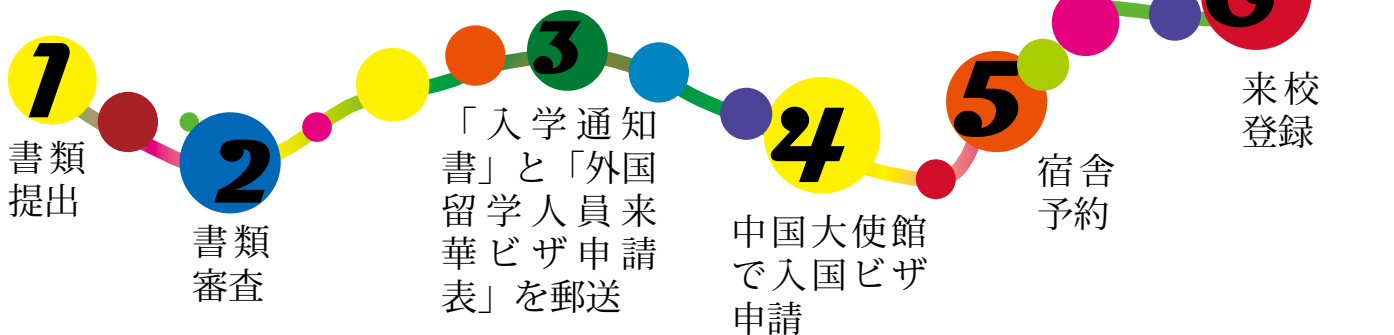 1
書類
提出
2
書類
審査
3
「入学通知
書」と「外国
留学人員来
華ビザ申請
表」を郵送
4
中国大使館
で入国ビザ
申請
5
宿舎
予約
6
来校
登録